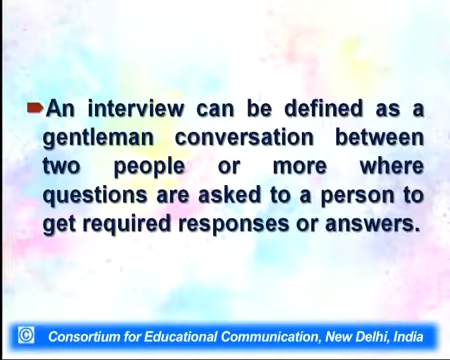 An interview can be defined as a
gentleman conversation between
two people or more where
questions are asked to a person to
get required responses or answers.
© Consortium for Educational Communication, New Delhi, India